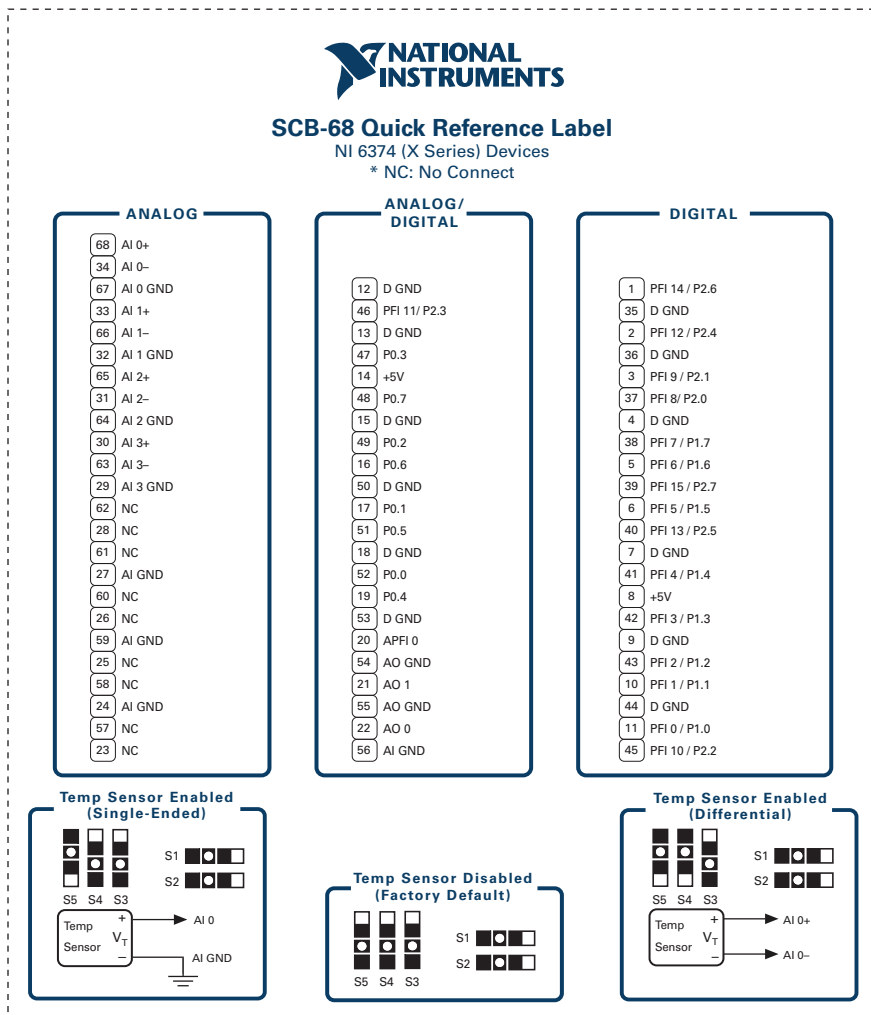 NATIONAL
INSTRUMENTS
SCB-68 Quick Reference Label
NI 6374 (X Series) Devices
* NC: No Connect
ANALOG
68 AI 0+
34 AI 0–
67 AI 0 GND
33 AI 1+
66 AI 1–
32 AI 1 GND
65 AI 2+
31 AI 2–
64 AI 2 GND
30 AI 3+
63 AI 3–
29 AI 3 GND
62 NC
28 NC
61 NC
27 AI GND
60 NC
26 NC
59 AI GND
25 NC
58 NC
24 AI GND
57 NC
23 NC
ANALOG/
DIGITAL
12 D GND
46 PFI 11/ P2.3
13 D GND
47 P0.3
14 +5V
48 P0.7
15 D GND
49 P0.2
16 P0.6
50 D GND
17 P0.1
51 P0.5
18 D GND
52 P0.0
19 P0.4
53 D GND
20 APFI 0
54 AO GND
21 AO 1
55 AO GND
22 AO 0
56 AI GND
DIGITAL
1 PFI 14 / P2.6
35 D GND
2 PFI 12 / P2.4
36 D GND
3 PFI 9 / P2.1
37 PFI 8/ P2.0
4 D GND
38 PFI 7 / P1.7
5 PFI 6 / P1.6
39 PFI 15 / P2.7
6 PFI 5 / P1.5
40 PFI 13 / P2.5
7 D GND
41 PFI 4 / P1.4
8 +5V
42 PFI 3 / P1.3
9 D GND
43 PFI 2 / P1.2
10 PFI 1 / P1.1
44 D GND
11 PFI 0 / P1.0
45 PFI 10 / P2.2
Temp Sensor Enabled
(Single-Ended)
S1
S2
S5 S4 S3
Temp
Sensor
+
VT
–
AI 0
AI GND
Temp Sensor Disabled
(Factory Default)
S1
S2
S5 S4 S3
Temp Sensor Enabled
(Differential)
S1
S2
S5 S4 S3
Temp
Sensor
+
VT
–
AI 0+
AI 0–